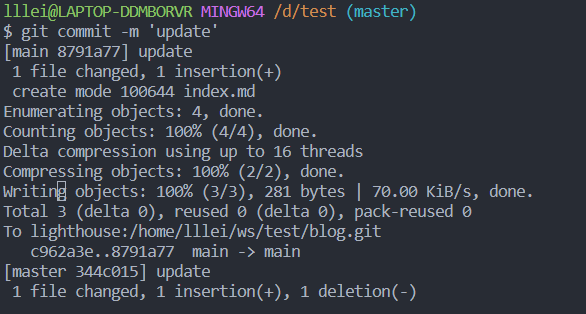 lllei@LAPTOP-DDMBORVR MINGW64 /d/test (master)
$ git commit -m 'update'
[main 8791a77] update
 1 file changed, 1 insertion(+)
 create mode 100644 index.md
Enumerating objects: 4, done.
Counting objects: 100% (4/4), done.
Delta compression using up to 16 threads
Compressing objects: 100% (2/2), done.
Writing objects: 100% (3/3), 281 bytes | 70.00 KiB/s, done.
Total 3 (delta 0), reused 0 (delta 0), pack-reused 0
To lighthouse:/home/lllei/ws/test/blog.git
   c962a3e..8791a77  main -> main
[master 344c015] update
 1 file changed, 1 insertion(+), 1 deletion(-)